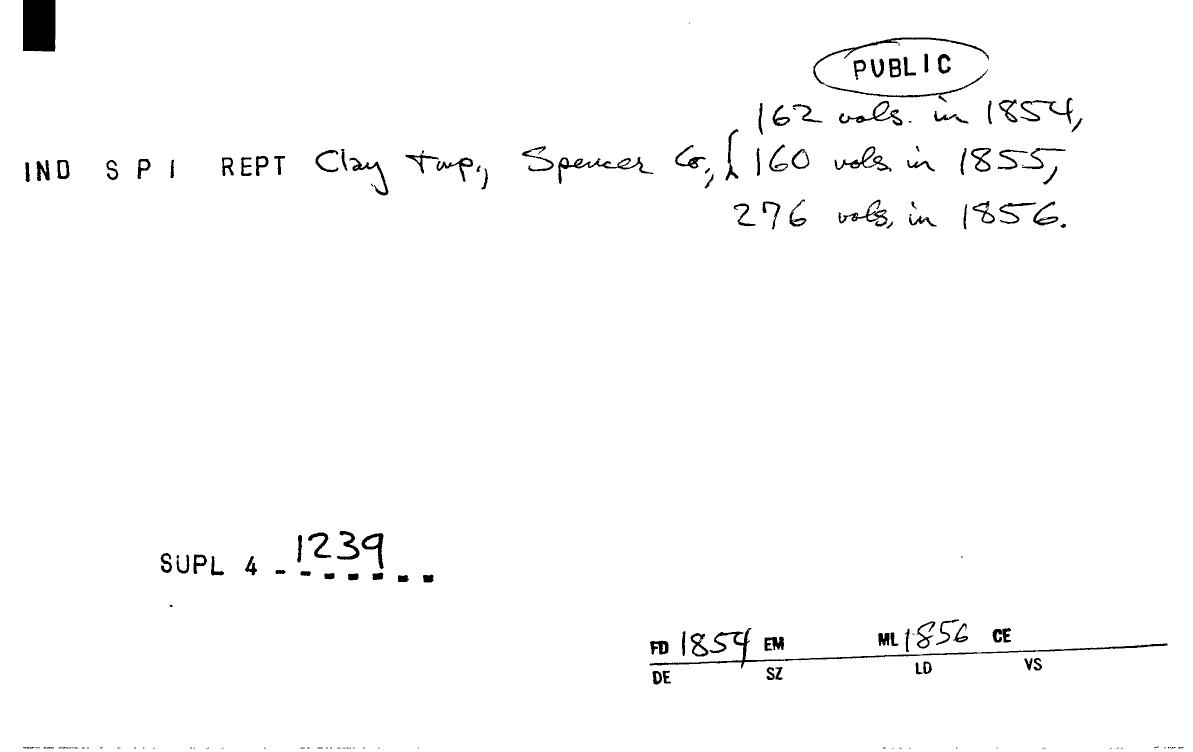 PUBLIC
162 vols. in 1854,
IND S P I REPT Clay twp., Spencer Co., { 160 vols. in 1855,
276 vols. in 1856.
SUPL 4 - 1239
FD 1854 EM ML 1856 CE
DE SZ LD VS